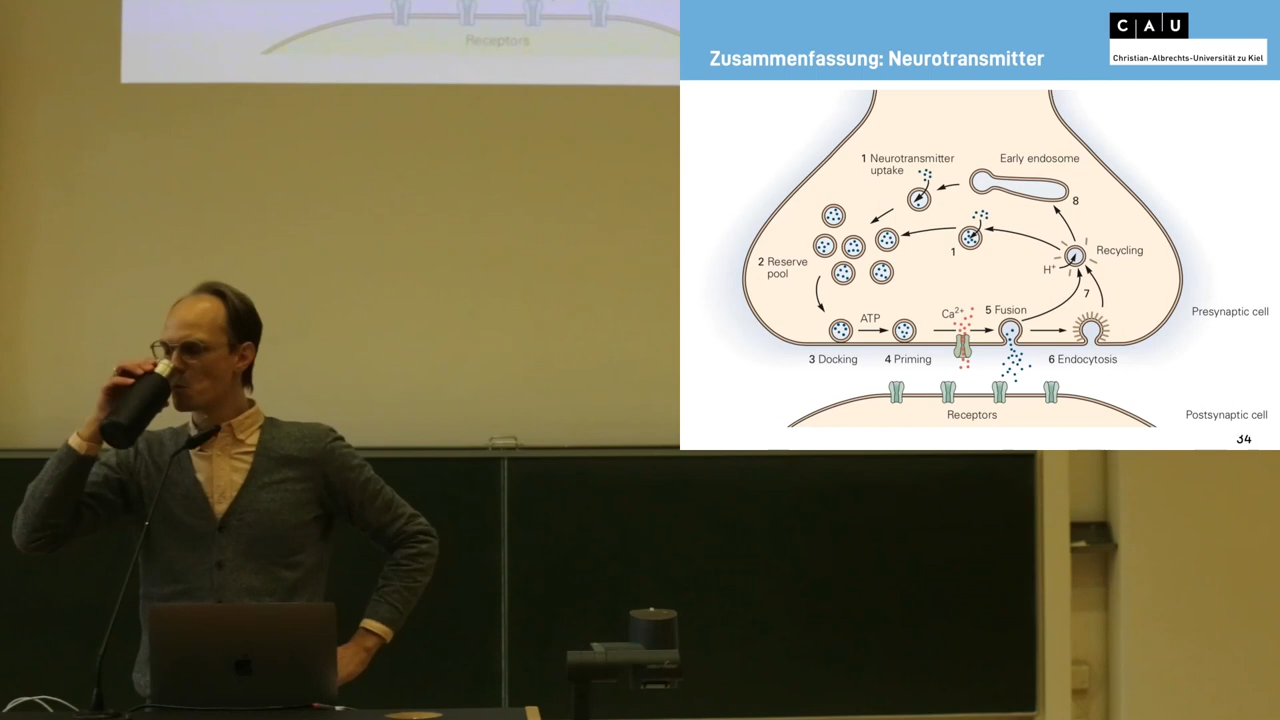 Receptors
Zusammenfassung: Neurotransmitter
C A U
Christian-Albrechts-Universität zu Kiel
1 Neurotransmitter
uptake
Early endosome
8
1
Recycling
2 Reserve
pool
H+
7
ATP
Ca2+
5 Fusion
Presynaptic cell
3 Docking
4 Priming
6 Endocytosis
Receptors
Postsynaptic cell
34